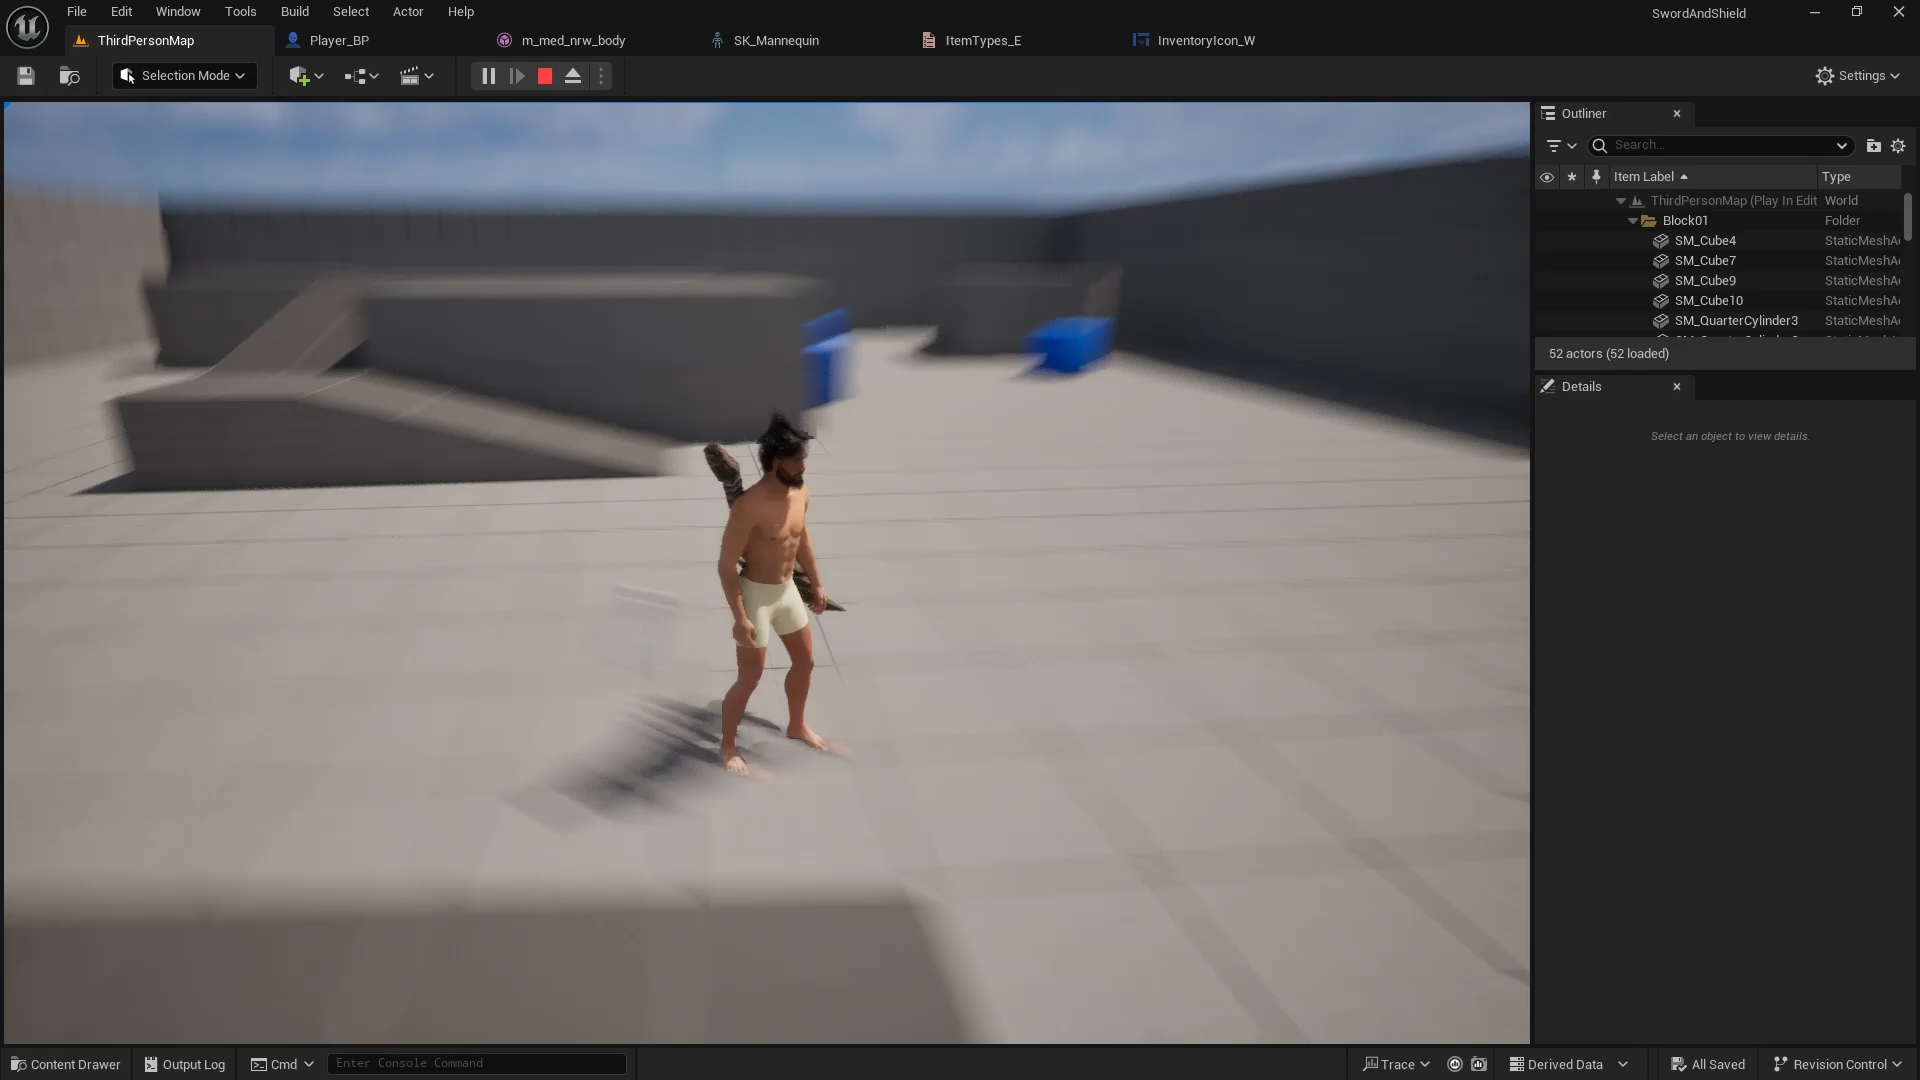 File Edit Window Tools Build Select Actor Help
SwordAndShield
ThirdPersonMap Player_BP m_med_nrw_body SK_Mannequin ItemTypes_E InventoryIcon_W
Selection Mode
Settings
Outliner
Search...
Item Label Type
ThirdPersonMap (Play In Edit World
Block01 Folder
SM_Cube4 StaticMeshA
SM_Cube7 StaticMeshA
SM_Cube9 StaticMeshA
SM_Cube10 StaticMeshA
SM_QuarterCylinder3 StaticMeshA
52 actors (52 loaded)
Details
Select an object to view details.
Content Drawer Output Log Cmd Enter Console Command Trace Derived Data All Saved Revision Control